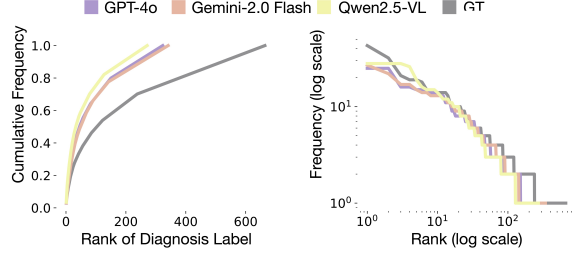 GPT-4o Gemini-2.0 Flash Qwen2.5-VL GT
Cumulative Frequency
1.0
0.8
0.6
0.4
0.2
0.0
0 200 400 600
Rank of Diagnosis Label
Frequency (log scale)
10¹
10⁰
10⁰ 10¹ 10²
Rank (log scale)